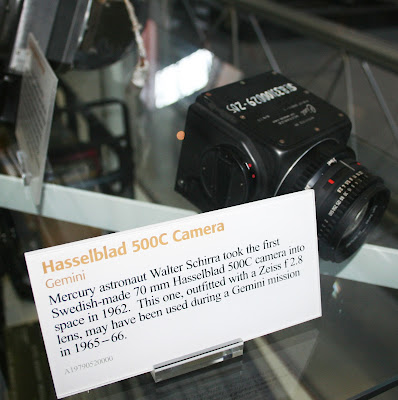 Hasselblad 500C Camera
Gemini
Mercury astronaut Walter Schirra took the first
Swedish-made 70 mm Hasselblad 500C camera into
space in 1962.  This one, outfitted with a Zeiss f 2.8
lens, may have been used during a Gemini mission
in 1965–66.
A19790520000